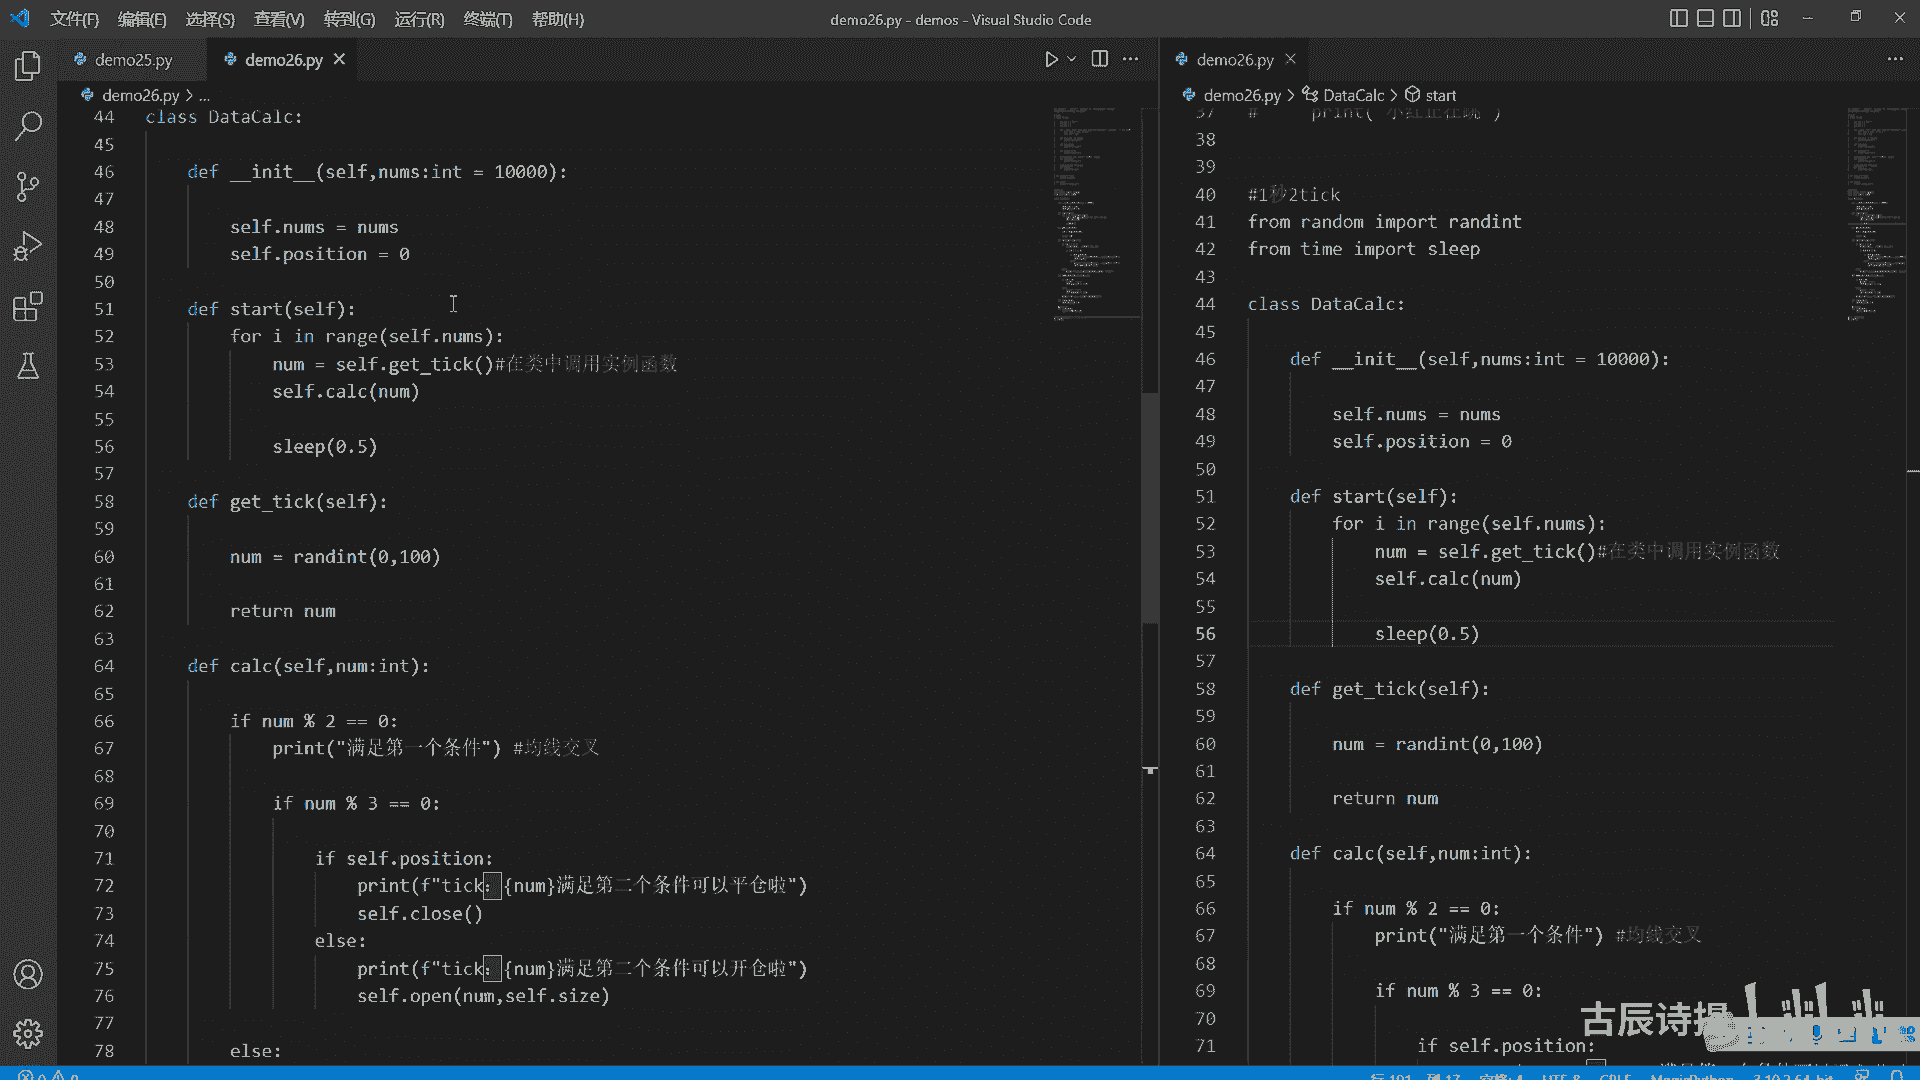 文件(F) 编辑(E) 选择(S) 查看(V) 转到(G) 运行(R) 终端(T) 帮助(H) demo26.py - demos - Visual Studio Code
demo25.py demo26.py
demo26.py > ...
44 class DataCalc:
45
46 def __init__(self,nums:int = 10000):
47
48 self.nums = nums
49 self.position = 0
50
51 def start(self):
52 for i in range(self.nums):
53 num = self.get_tick()#在类中调用实例函数
54 self.calc(num)
55
56 sleep(0.5)
57
58 def get_tick(self):
59
60 num = randint(0,100)
61
62 return num
63
64 def calc(self,num:int):
65
66 if num % 2 == 0:
67 print("满足第一个条件") #均线交叉
68
69 if num % 3 == 0:
70
71 if self.position:
72 print(f"tick：{num}满足第二个条件可以平仓啦")
73 self.close()
74 else:
75 print(f"tick：{num}满足第二个条件可以开仓啦")
76 self.open(num,self.size)
77
78 else:
demo26.py
demo26.py > DataCalc > start
37 # print(
38
39
40 #1秒2tick
41 from random import randint
42 from time import sleep
43
44 class DataCalc:
45
46 def __init__(self,nums:int = 10000):
47
48 self.nums = nums
49 self.position = 0
50
51 def start(self):
52 for i in range(self.nums):
53 num = self.get_tick()#在类中调用实例函数
54 self.calc(num)
55
56 sleep(0.5)
57
58 def get_tick(self):
59
60 num = randint(0,100)
61
62 return num
63
64 def calc(self,num:int):
65
66 if num % 2 == 0:
67 print("满足第一个条件") #均线交叉
68
69 if num % 3 == 0:
70
71 if self.position:
古辰诗提